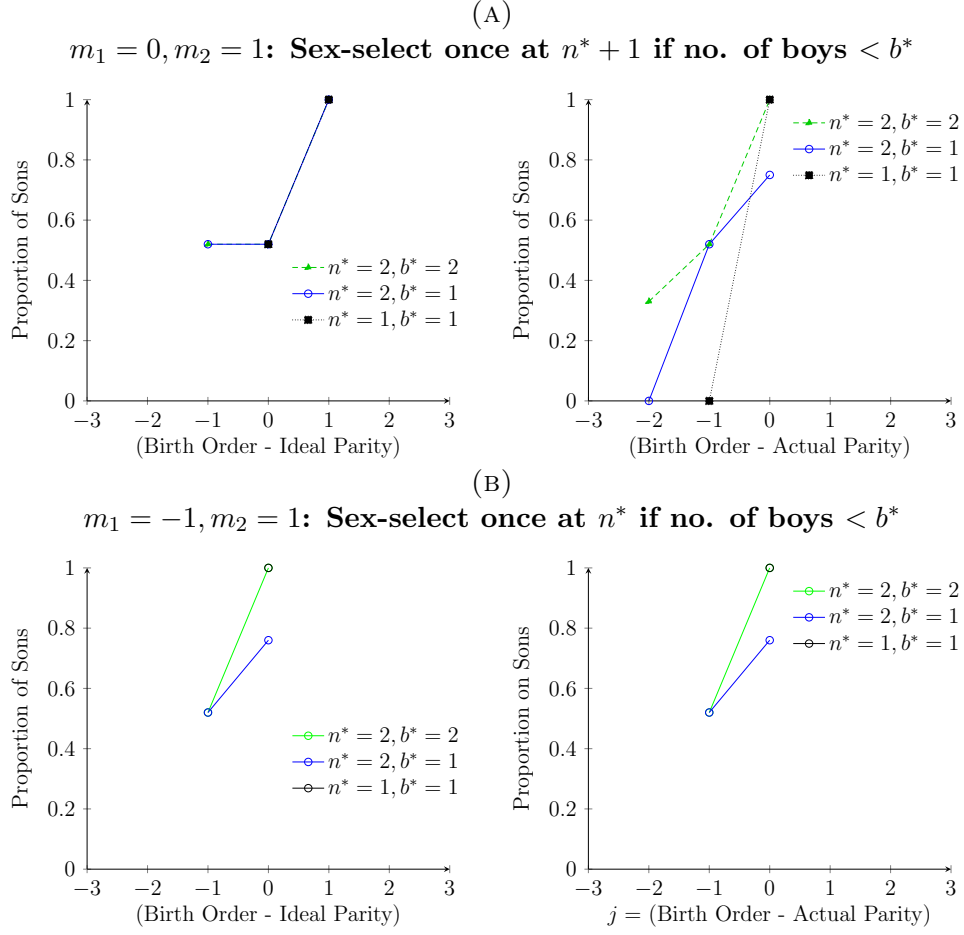 (A)
m₁ = 0, m₂ = 1: Sex-select once at n* + 1 if no. of boys < b*
1
0.8
0.6
0.4
0.2
0
−3 −2 −1 0 1 2 3
Proportion of Sons
(Birth Order - Ideal Parity)
n* = 2, b* = 2
n* = 2, b* = 1
n* = 1, b* = 1
1
0.8
0.6
0.4
0.2
0
−3 −2 −1 0 1 2 3
Proportion of Sons
(Birth Order - Actual Parity)
n* = 2, b* = 2
n* = 2, b* = 1
n* = 1, b* = 1
(B)
m₁ = −1, m₂ = 1: Sex-select once at n* if no. of boys < b*
1
0.8
0.6
0.4
0.2
0
−3 −2 −1 0 1 2 3
Proportion of Sons
(Birth Order - Ideal Parity)
n* = 2, b* = 2
n* = 2, b* = 1
n* = 1, b* = 1
1
0.8
0.6
0.4
0.2
0
−3 −2 −1 0 1 2 3
Proportion on Sons
j = (Birth Order - Actual Parity)
n* = 2, b* = 2
n* = 2, b* = 1
n* = 1, b* = 1